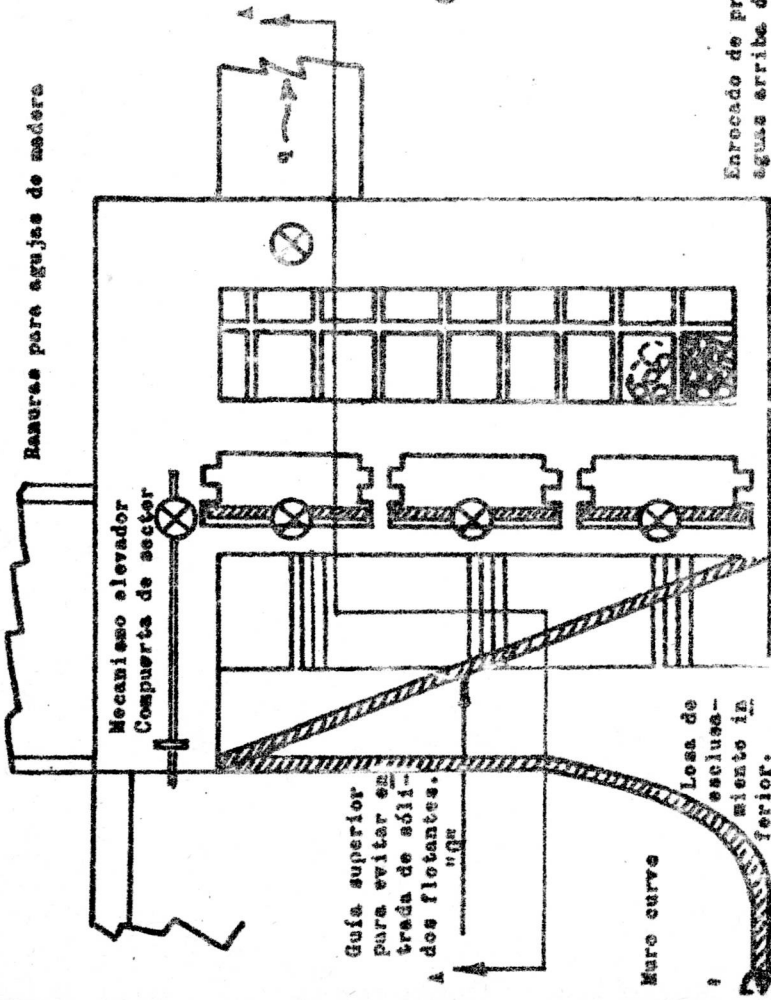 Ranuras para agujas de madera
Mecanismo elevador
Compuerta de sector
A
q
Guía superior
para evitar en
trada de sóli-
dos flotantes.
"Q"
A
Muro curvo
Losa de
esclusa-
miento in
ferior.
Enrocado de
aguas arriba